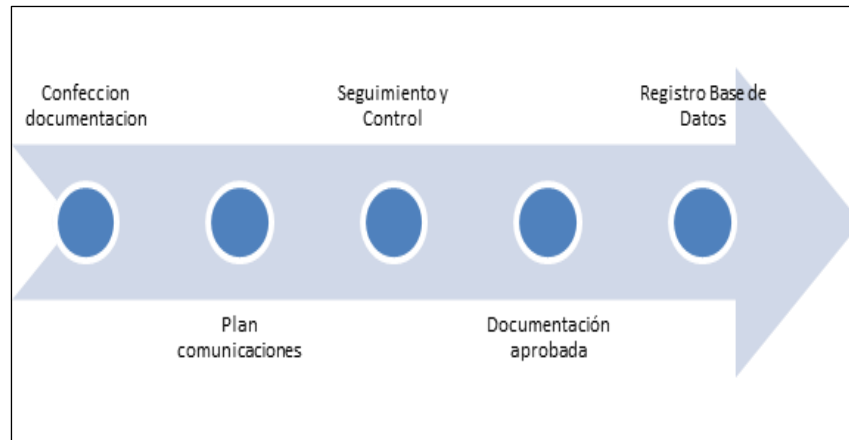 Confeccion
documentacion
Plan
comunicaciones
Seguimiento y
Control
Documentación
aprobada
Registro Base de
Datos